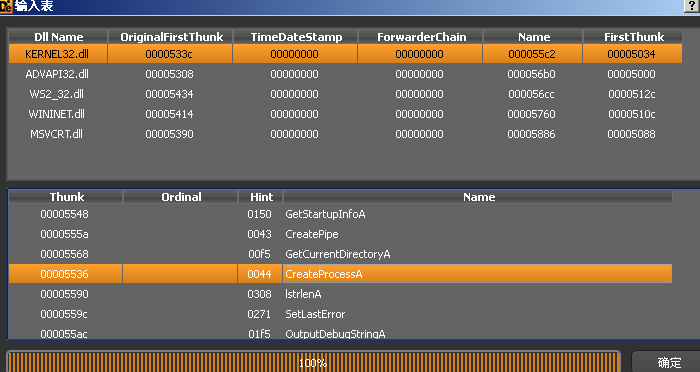 De 输入表 ?
Dll Name OriginalFirstThunk TimeDateStamp ForwarderChain Name FirstThunk
KERNEL32.dll 0000533c 00000000 00000000 000055c2 00005034
ADVAPI32.dll 00005308 00000000 00000000 000056b0 00005000
WS2_32.dll 00005434 00000000 00000000 000056cc 0000512c
WININET.dll 00005414 00000000 00000000 00005760 0000510c
MSVCRT.dll 00005390 00000000 00000000 00005886 00005088
Thunk Ordinal Hint Name
00005548 0150 GetStartupInfoA
0000555a 0043 CreatePipe
00005568 00f5 GetCurrentDirectoryA
00005536 0044 CreateProcessA
00005590 0308 lstrlenA
0000559c 0271 SetLastError
000055ac 01f5 OutputDebugStringA
100% 确定